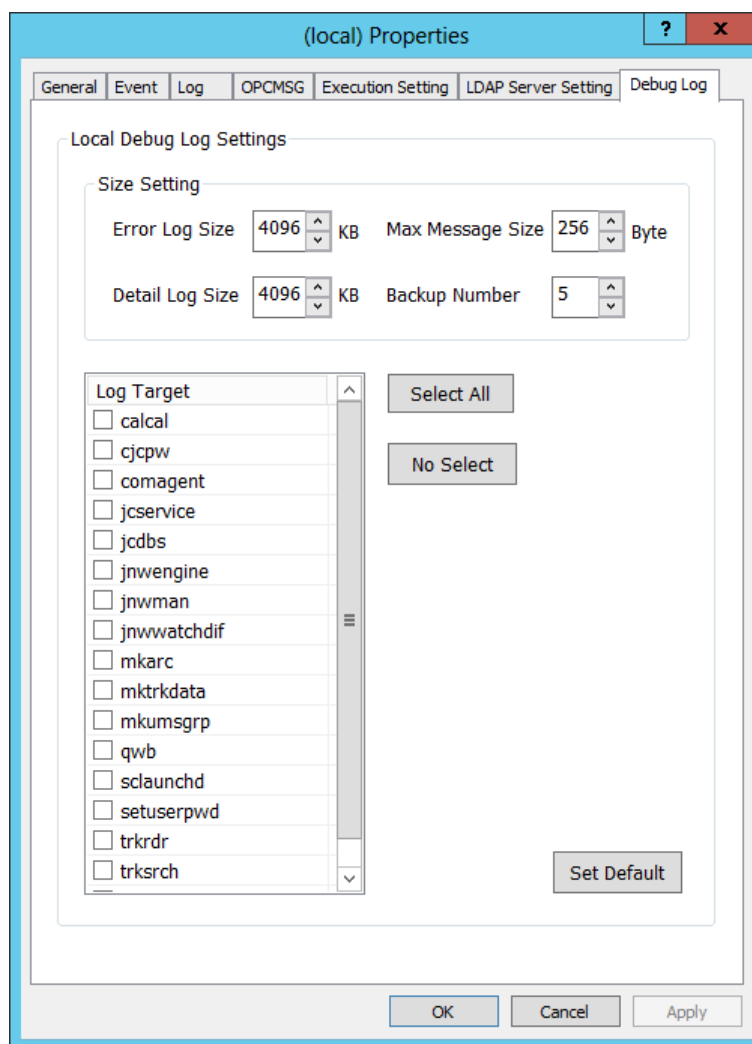 (local) Properties
? x
General Event Log OPCMSG Execution Setting LDAP Server Setting Debug Log
Local Debug Log Settings
Size Setting
Error Log Size 4096 KB Max Message Size 256 Byte
Detail Log Size 4096 KB Backup Number 5
Log Target
Select All
calcal
cjcpw
No Select
comagent
jcservice
jcdbs
jnwengine
jnwman
jnwwatchdif
mkarc
mktrkdata
mkumsgrp
qwb
sclaunchd
setuserpwd
trkrdr
trksrch
Set Default
OK Cancel Apply